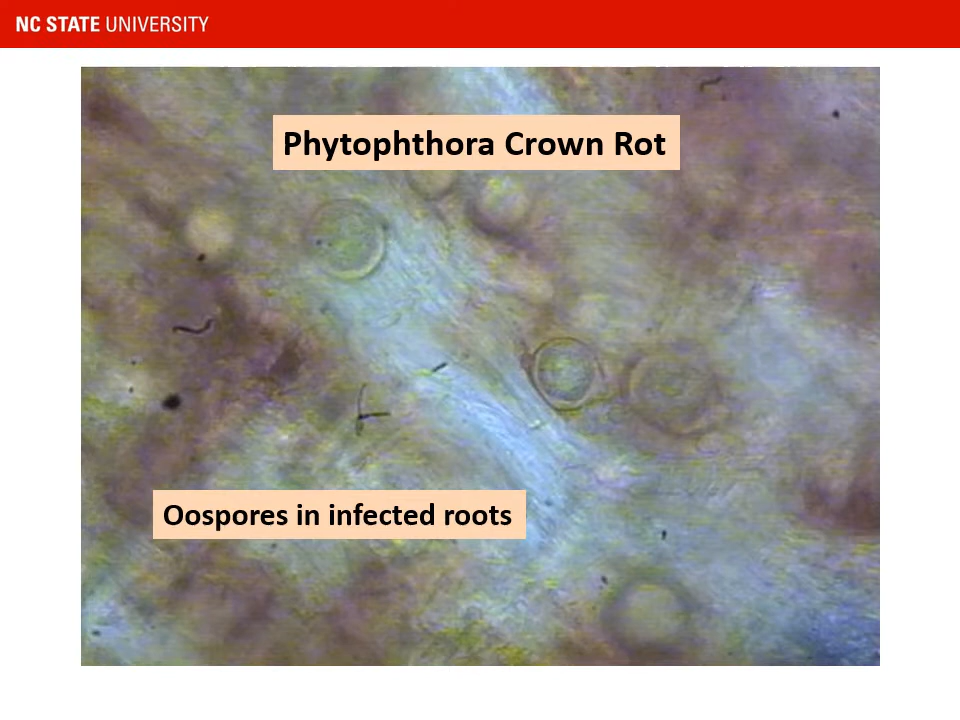 NC STATE UNIVERSITY
Phytophthora Crown Rot
Oospores in infected roots